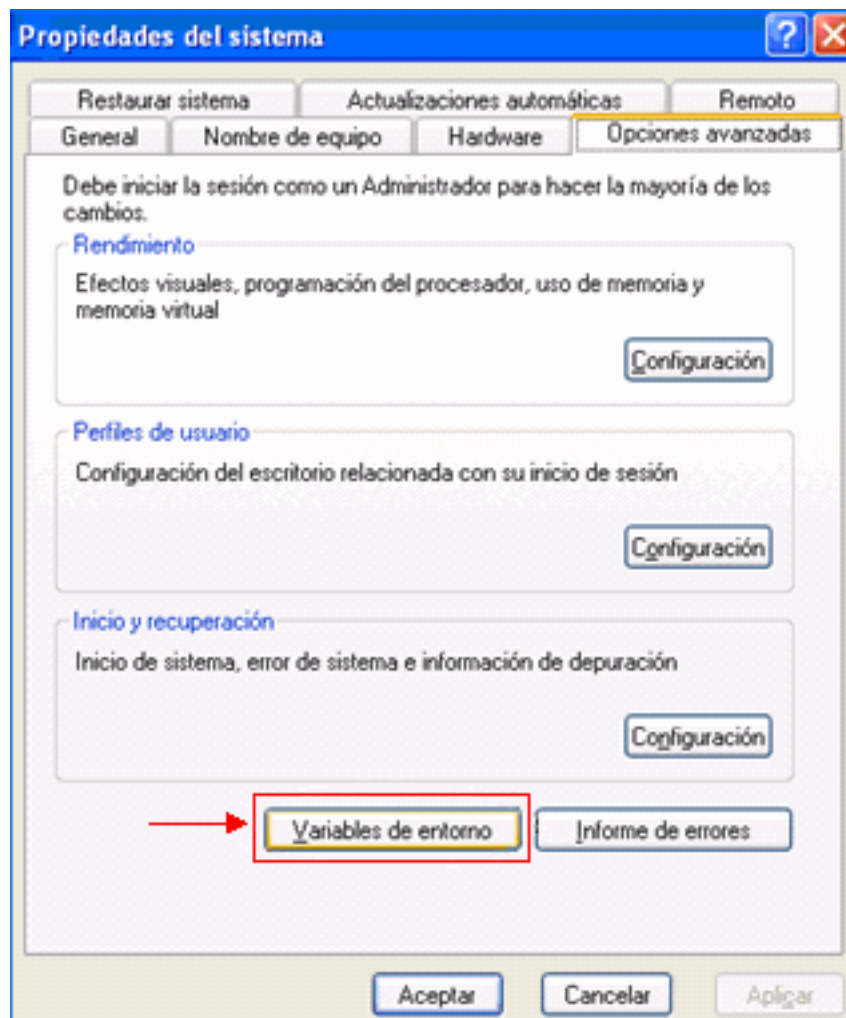 Propiedades del sistema
Restaurar sistema Actualizaciones automáticas Remoto
General Nombre de equipo Hardware Opciones avanzadas
Debe iniciar la sesión como un Administrador para hacer la mayoría de los
cambios.
Rendimiento
Efectos visuales, programación del procesador, uso de memoria y
memoria virtual
Configuración
Perfiles de usuario
Configuración del escritorio relacionada con su inicio de sesión
Configuración
Inicio y recuperación
Inicio de sistema, error de sistema e información de depuración
Configuración
Variables de entorno Informe de errores
Aceptar Cancelar Aplicar